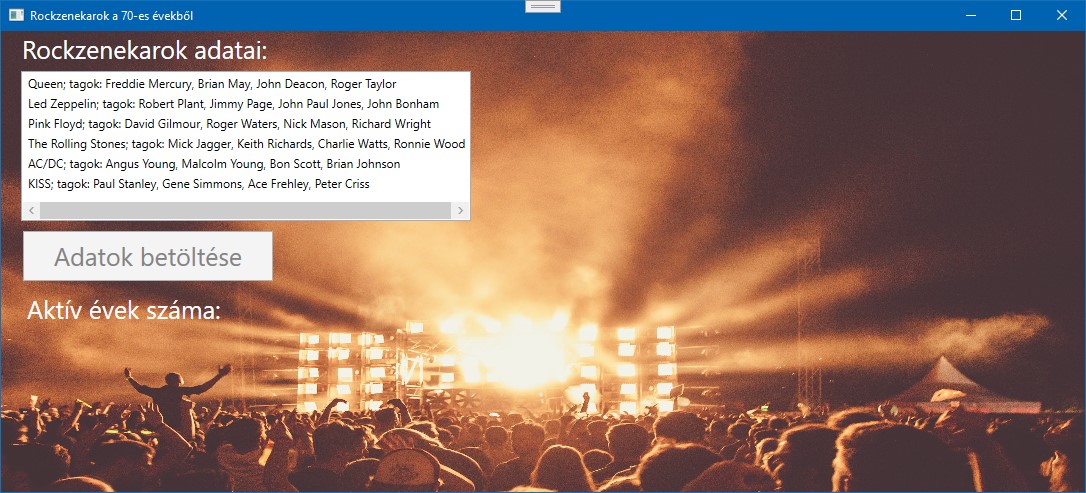 Rockzenekarok a 70-es évekből
Rockzenekarok adatai:
Queen; tagok: Freddie Mercury, Brian May, John Deacon, Roger Taylor
Led Zeppelin; tagok: Robert Plant, Jimmy Page, John Paul Jones, John Bonham
Pink Floyd; tagok: David Gilmour, Roger Waters, Nick Mason, Richard Wright
The Rolling Stones; tagok: Mick Jagger, Keith Richards, Charlie Watts, Ronnie Wood
AC/DC; tagok: Angus Young, Malcolm Young, Bon Scott, Brian Johnson
KISS; tagok: Paul Stanley, Gene Simmons, Ace Frehley, Peter Criss
Adatok betöltése
Aktív évek száma: